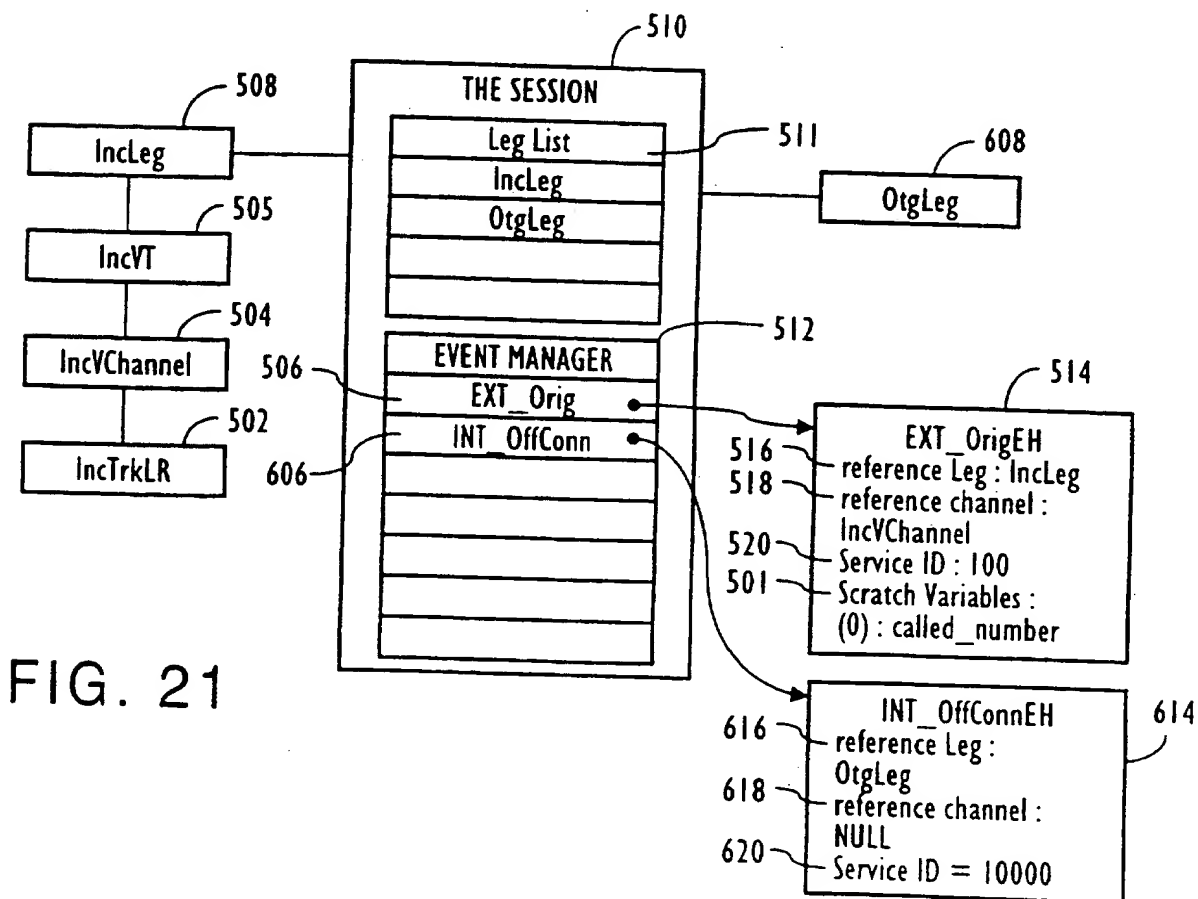 510
THE SESSION
508
IncLeg
Leg List
511
IncLeg
OtgLeg
608
OtgLeg
505
IncVT
504
IncVChannel
512
EVENT MANAGER
506
EXT_Orig
606
INT_OffConn
502
IncTrkLR
514
EXT_OrigEH
516
reference Leg : IncLeg
518
reference channel :
IncVChannel
520
Service ID : 100
501
Scratch Variables :
(0) : called_number
FIG. 21
INT_OffConnEH
614
616
reference Leg :
OtgLeg
618
reference channel :
NULL
620
Service ID = 10000